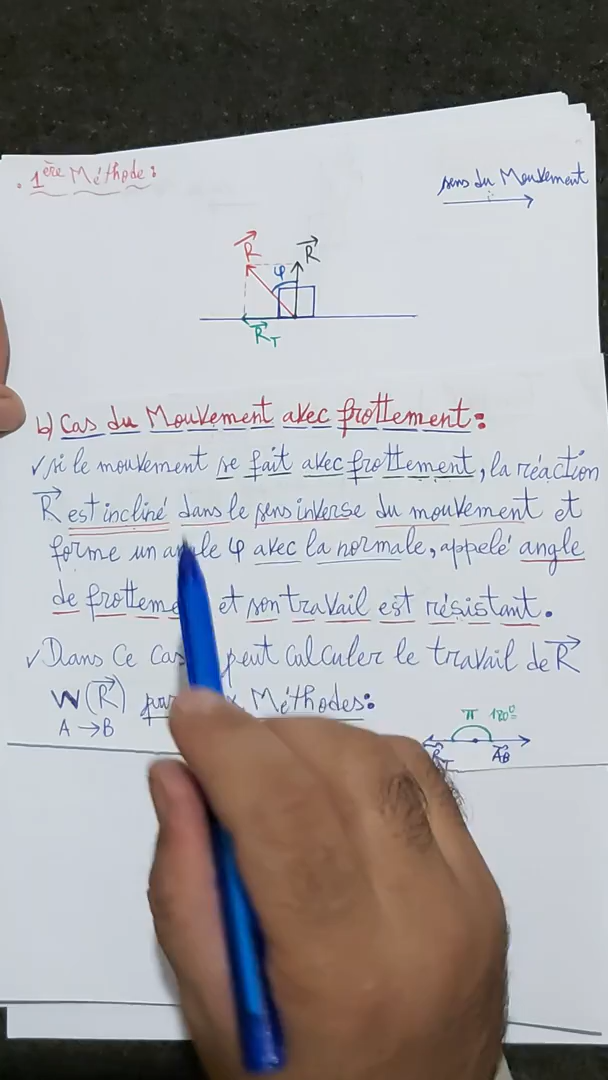 1ère Méthode:
sens du Mouvement
R R
φ
R_T
b) Cas du Mouvement avec frottement:
✓ si le mouvement se fait avec frottement, la réaction
R est incliné dans le sens inverse du mouvement et
forme un angle φ avec la normale, appelé angle
de frotteme et son travail est résistant.
✓ Dans ce cas peut calculer le travail de R
W(R) Méthodes:
A → B
π 180°
R_T AB